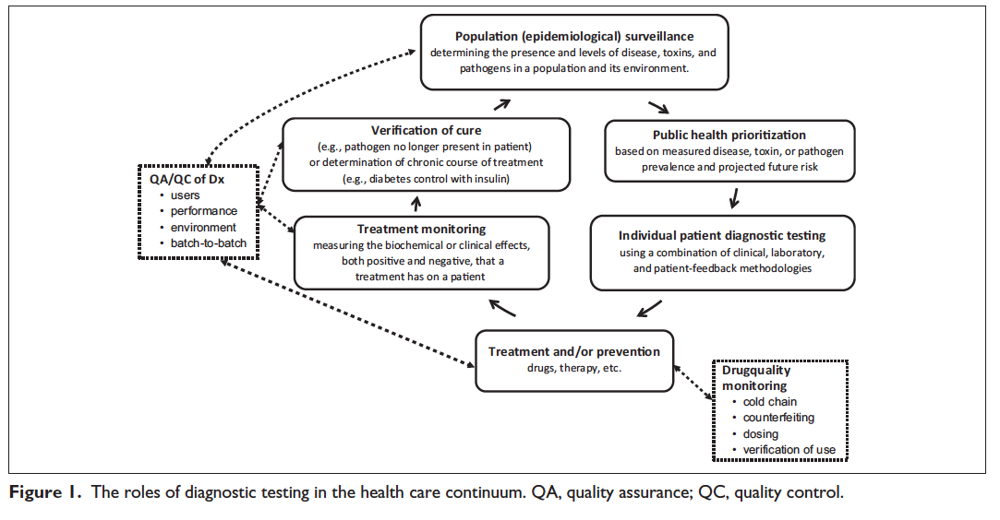 Population (epidemiological) surveillance
determining the presence and levels of disease, toxins, and
pathogens in a population and its environment.
Verification of cure
(e.g., pathogen no longer present in patient)
or determination of chronic course of treatment
(e.g., diabetes control with insulin)
Public health prioritization
based on measured disease, toxin, or pathogen
prevalence and projected future risk
QA/QC of Dx
• users
• performance
• environment
• batch-to-batch
Treatment monitoring
measuring the biochemical or clinical effects,
both positive and negative, that a
treatment has on a patient
Individual patient diagnostic testing
using a combination of clinical, laboratory,
and patient-feedback methodologies
Treatment and/or prevention
drugs, therapy, etc.
Drugquality
monitoring
• cold chain
• counterfeiting
• dosing
• verification of use
Figure 1. The roles of diagnostic testing in the health care continuum. QA, quality assurance; QC, quality control.